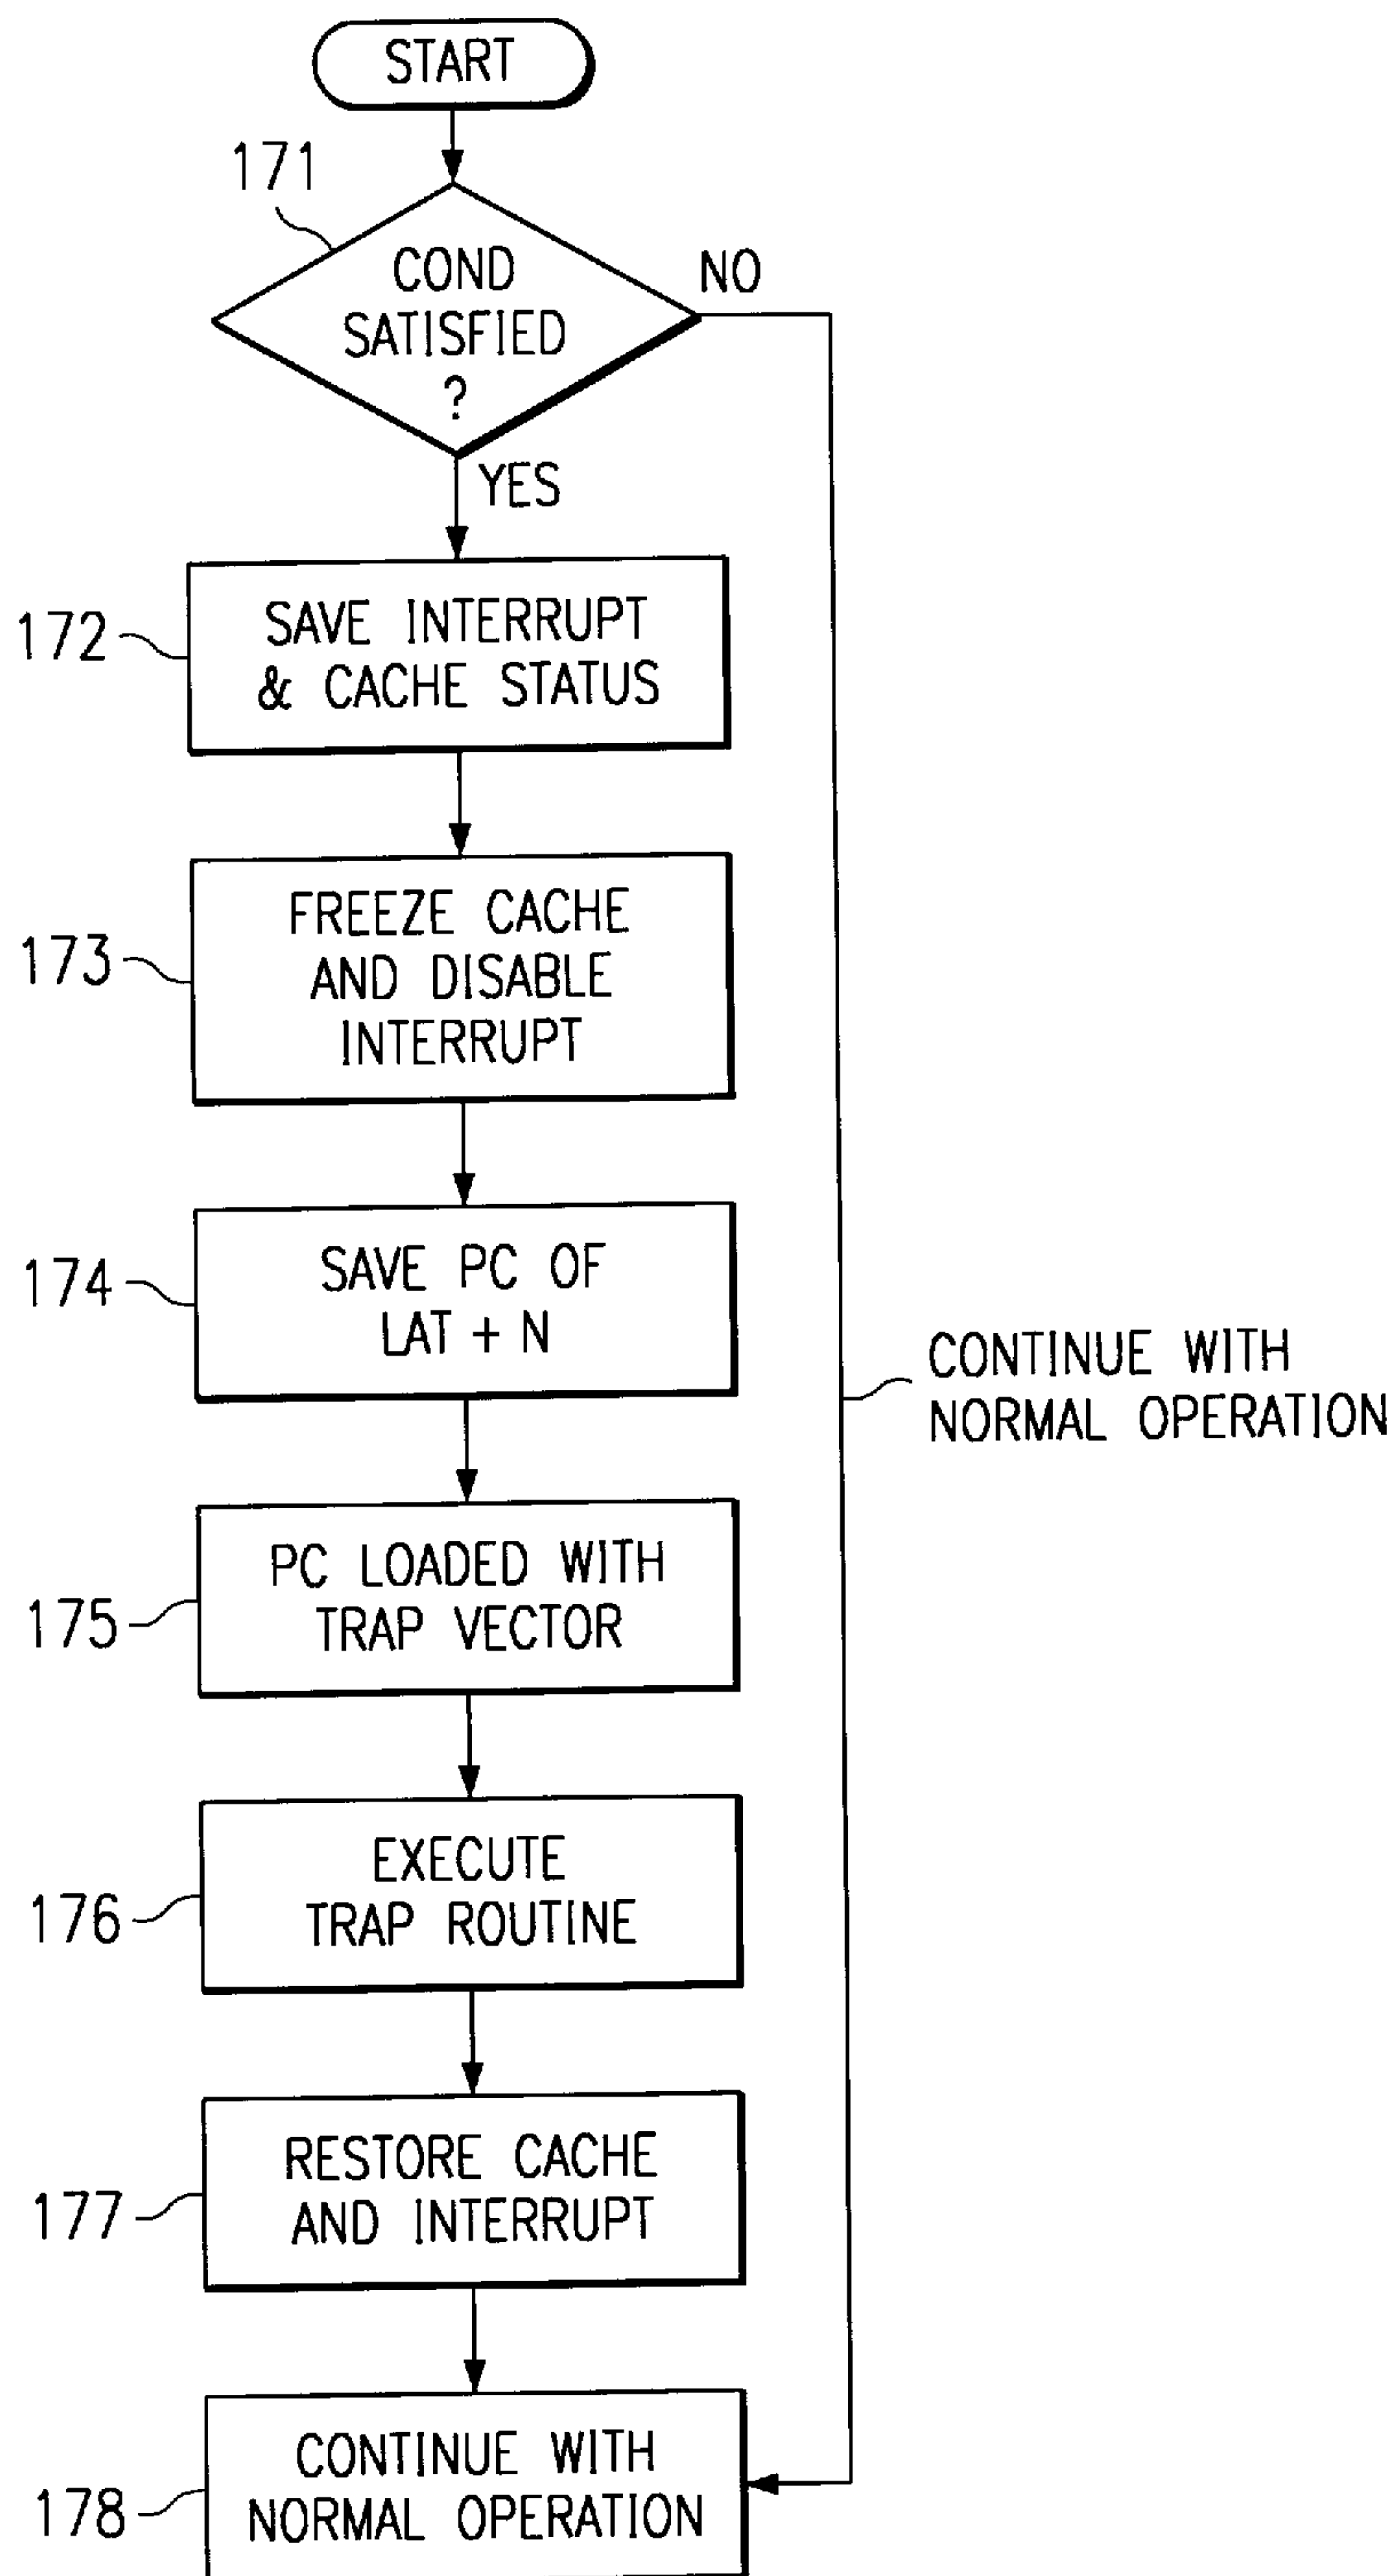 START
171
COND
SATISFIED
?
NO
YES
172
SAVE INTERRUPT
& CACHE STATUS
173
FREEZE CACHE
AND DISABLE
INTERRUPT
174
SAVE PC OF
LAT + N
CONTINUE WITH
NORMAL OPERATION
175
PC LOADED WITH
TRAP VECTOR
176
EXECUTE
TRAP ROUTINE
177
RESTORE CACHE
AND INTERRUPT
178
CONTINUE WITH
NORMAL OPERATION